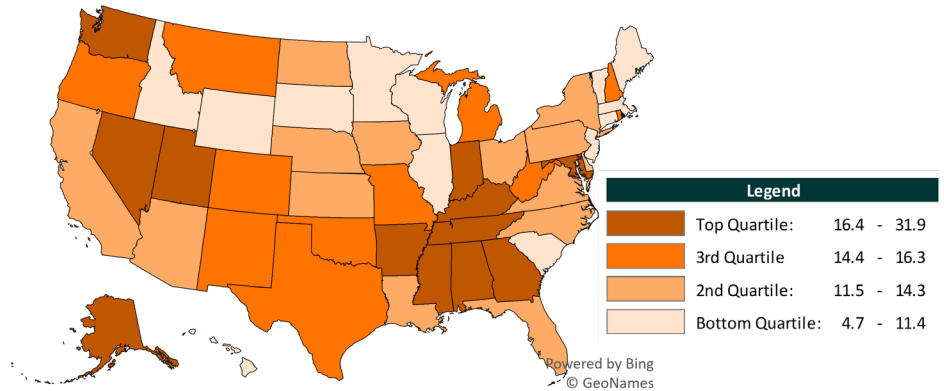 Legend
Top Quartile: 16.4 - 31.9
3rd Quartile 14.4 - 16.3
2nd Quartile: 11.5 - 14.3
Bottom Quartile: 4.7 - 11.4
Powered by Bing
© GeoNames